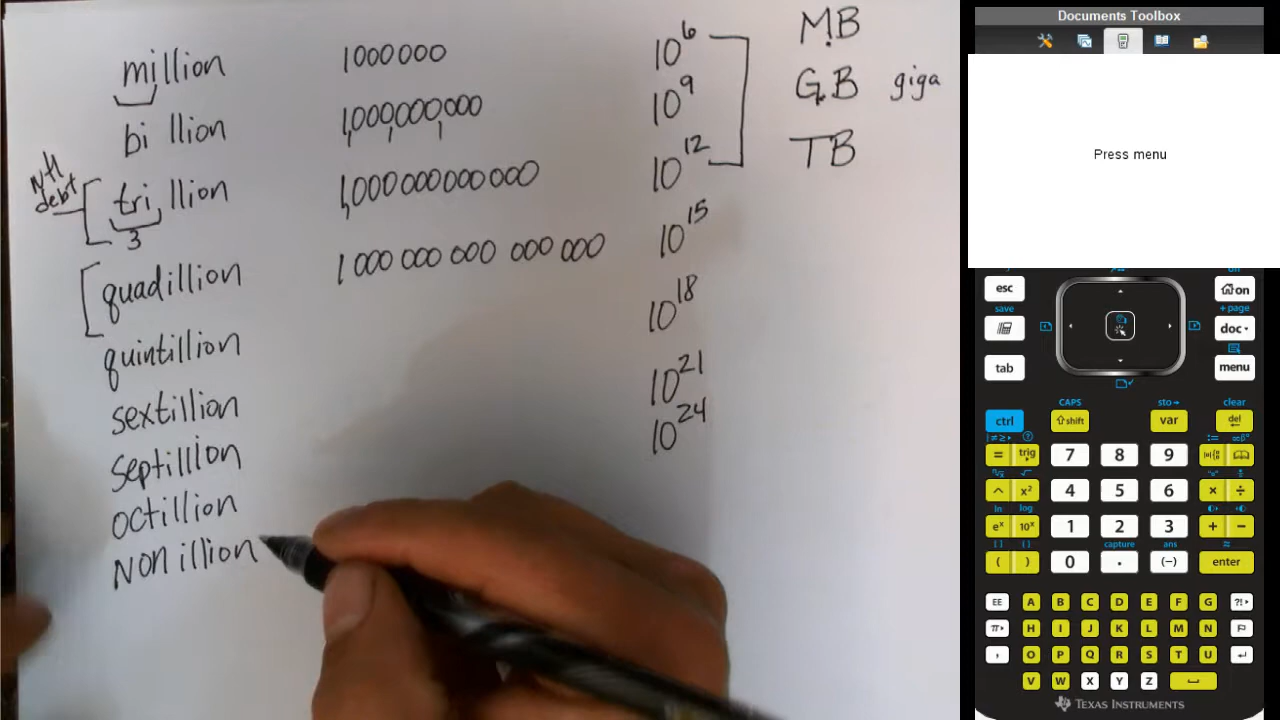 million 1000000 10^6 MB
billion 1,000,000,000 10^9 GB giga
Ntl debt trillion 1,000000000000 10^12 TB
3
quadillion 1000 000 000 000 000 10^15
quintillion 10^18
sextillion 10^21
septillion 10^24
octillion
Nonillion
Documents Toolbox
Press menu
esc on
save + page
doc
tab menu
CAPS sto→ clear
ctrl shift var del
= trig 7 8 9
^ x² 4 5 6 × ÷
ln log
eˣ 10ˣ 1 2 3 + −
[ ] { } capture ans ≈
( ) 0 . (−) enter
EE A B C D E F G ?!▸
π▸ H I J K L M N
, O P Q R S T U
V W X Y Z
TEXAS INSTRUMENTS